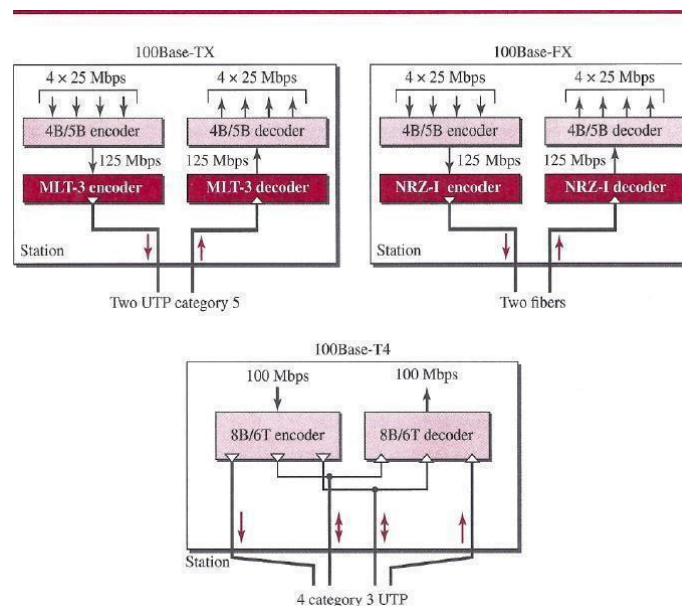 100Base-TX
4 × 25 Mbps 4 × 25 Mbps
4B/5B encoder 4B/5B decoder
125 Mbps 125 Mbps
MLT-3 encoder MLT-3 decoder
Station
Two UTP category 5
100Base-FX
4 × 25 Mbps 4 × 25 Mbps
4B/5B encoder 4B/5B decoder
125 Mbps 125 Mbps
NRZ-I encoder NRZ-I decoder
Station
Two fibers
100Base-T4
100 Mbps 100 Mbps
8B/6T encoder 8B/6T decoder
Station
4 category 3 UTP